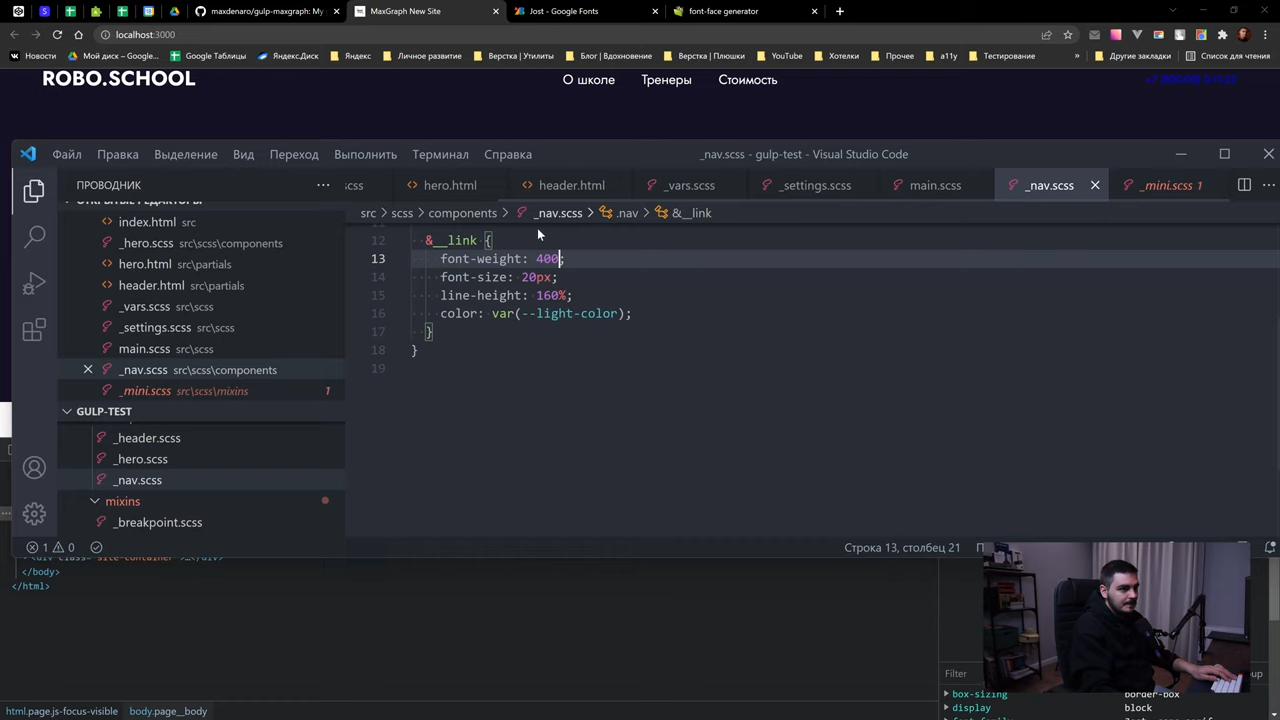 maxdenaro/gulp-maxgraph: My
MaxGraph New Site
Jost - Google Fonts
font-face generator
localhost:3000
Новости
Мой диск – Google
Google Таблицы
Яндекс.Диск
Яндекс
Личное развитие
Верстка | Утилиты
Блог | Вдохновение
Верстка | Плюшки
YouTube
Хотелки
Прочее
a11y
Тестирование
Другие закладки
Список для чтения
ROBO.SCHOOL
О школе
Тренеры
Стоимость
Файл Правка Выделение Вид Переход Выполнить Терминал Справка
_nav.scss - gulp-test - Visual Studio Code
ПРОВОДНИК
scss
hero.html
header.html
_vars.scss
_settings.scss
main.scss
_nav.scss
_mini.scss 1
ОТКРЫТЫЕ РЕДАКТОРЫ
index.html src
_hero.scss src\scss\components
hero.html src\partials
header.html src\partials
_vars.scss src\scss
_settings.scss src\scss
main.scss src\scss
_nav.scss src\scss\components
_mini.scss src\scss\mixins 1
GULP-TEST
_header.scss
_hero.scss
_nav.scss
mixins
_breakpoint.scss
src > scss > components > _nav.scss > .nav > &__link
12 &__link {
13 font-weight: 400;
14 font-size: 20px;
15 line-height: 160%;
16 color: var(--light-color);
17 }
18 }
19
1 0
Строка 13, столбец 21
</body>
</html>
html.page.js-focus-visible body.page__body
Filter
box-sizing border-box
display block